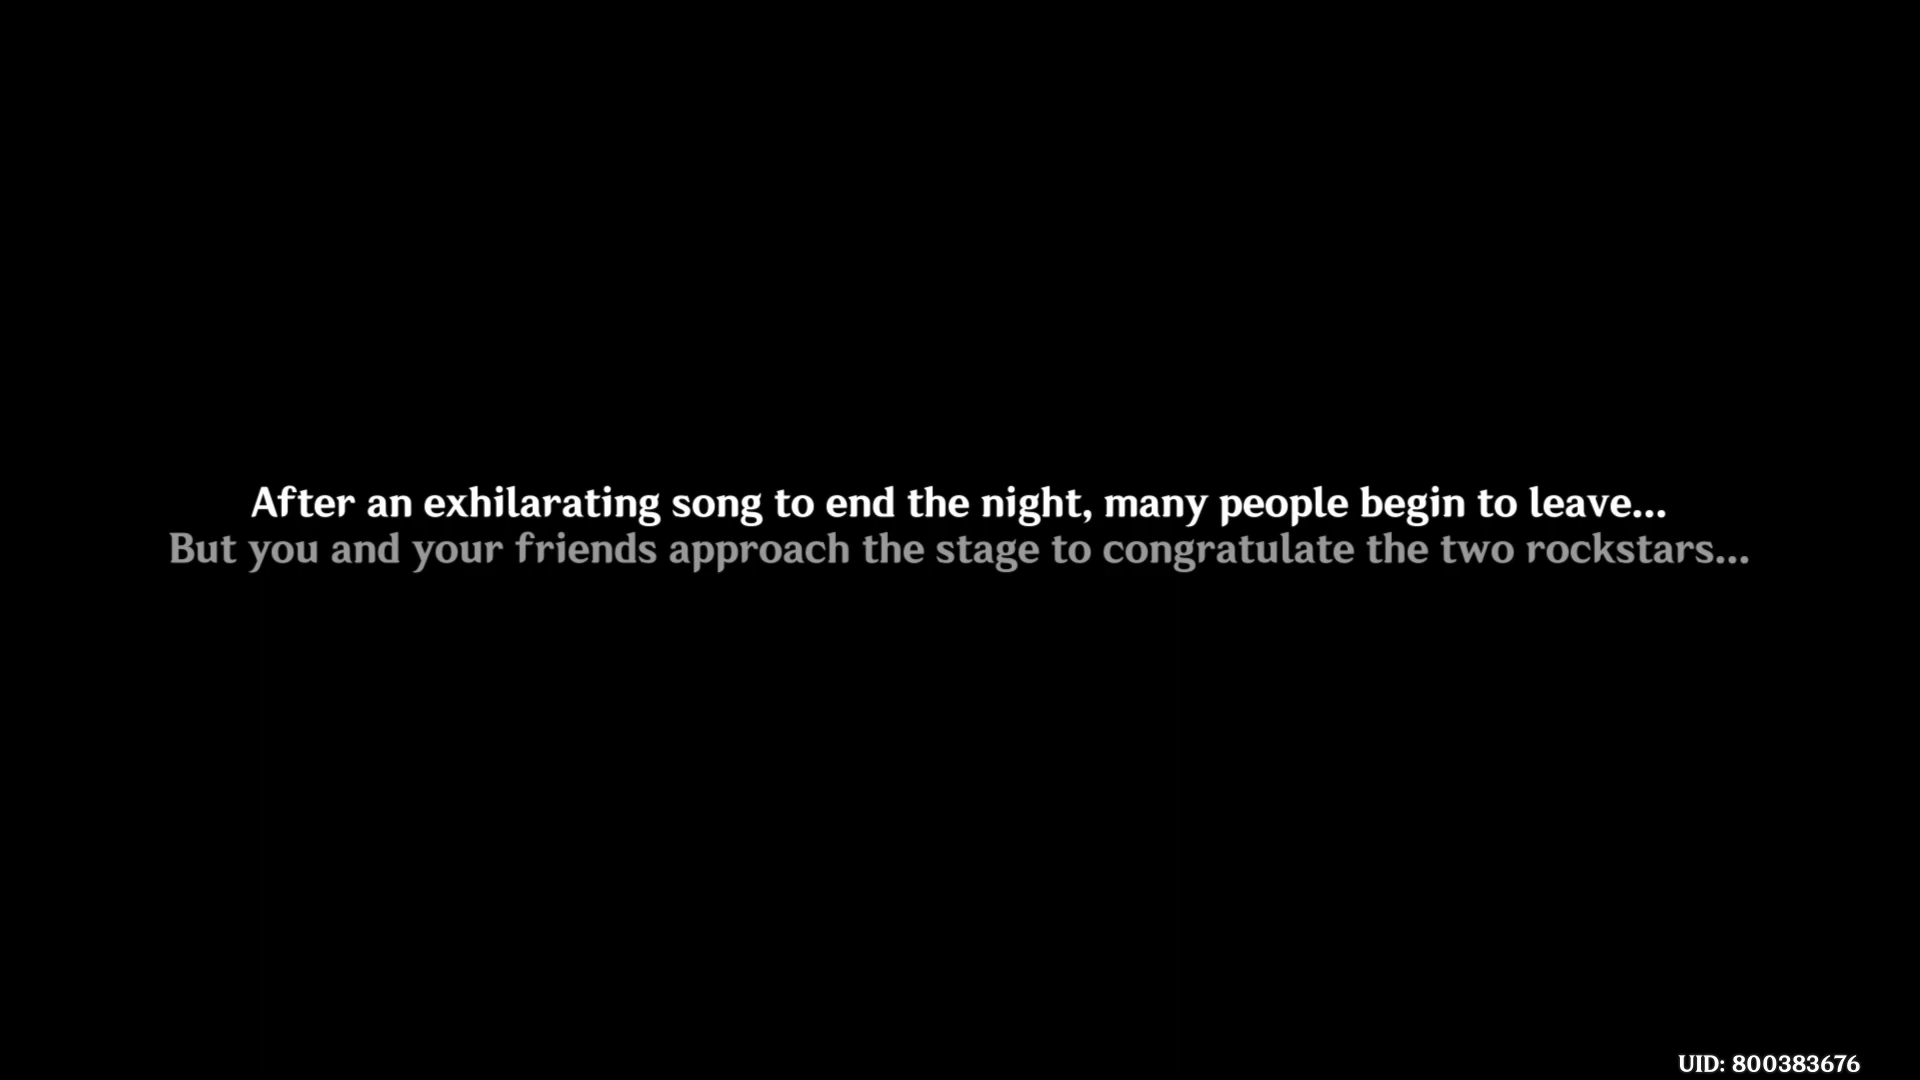 After an exhilarating song to end the night, many people begin to leave...
But you and your friends approach the stage to congratulate the two rockstars...
UID: 800383676